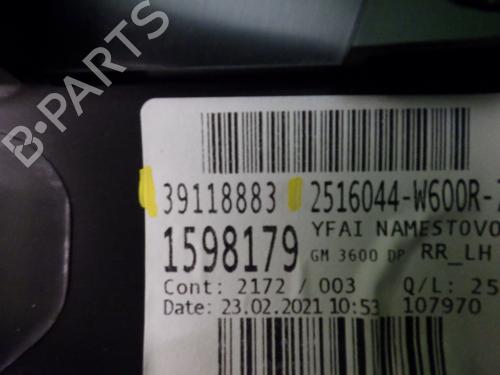 B-PARTS
39118883 2516044-W600R-
1598179 YFAI NAMESTOVO
GM 3600 DP RR_LH
Cont: 2172 / 003 Q/L: 25
Date: 23.02.2021 10:53 107970